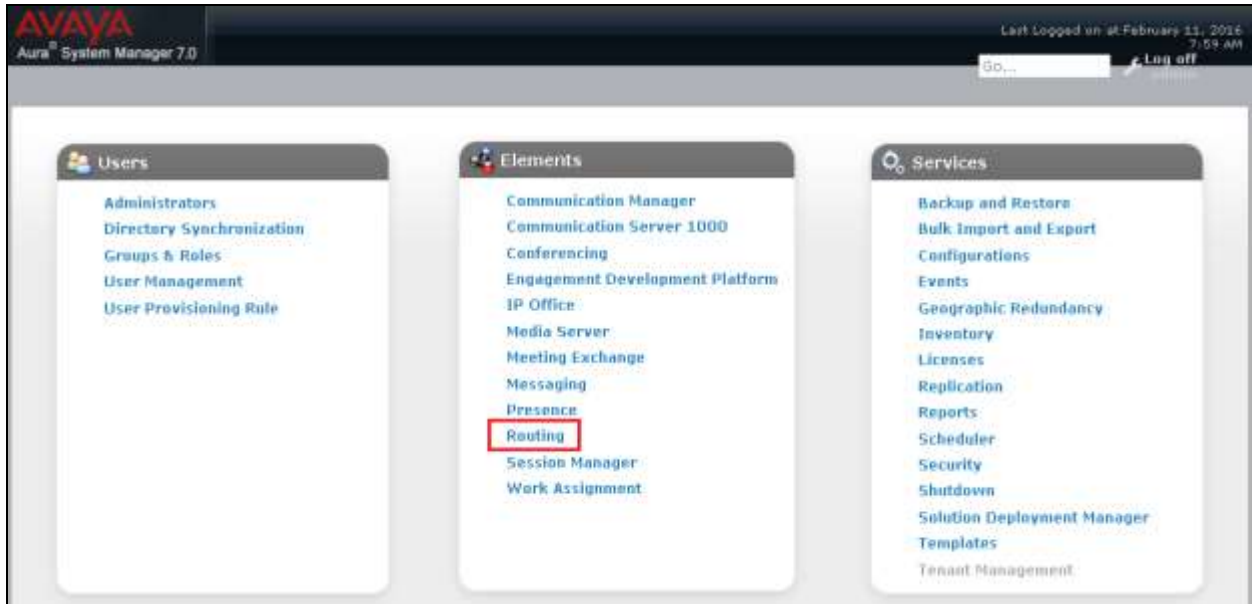 AVAYA
Aura® System Manager 7.0
Last Logged on at February 11, 2016
7:59 AM
Go...
Log off
Users
Administrators
Directory Synchronization
Groups & Roles
User Management
User Provisioning Rule
Elements
Communication Manager
Communication Server 1000
Conferencing
Engagement Development Platform
IP Office
Media Server
Meeting Exchange
Messaging
Presence
Routing
Session Manager
Work Assignment
Services
Backup and Restore
Bulk Import and Export
Configurations
Events
Geographic Redundancy
Inventory
Licenses
Replication
Reports
Scheduler
Security
Shutdown
Solution Deployment Manager
Templates
Tenant Management